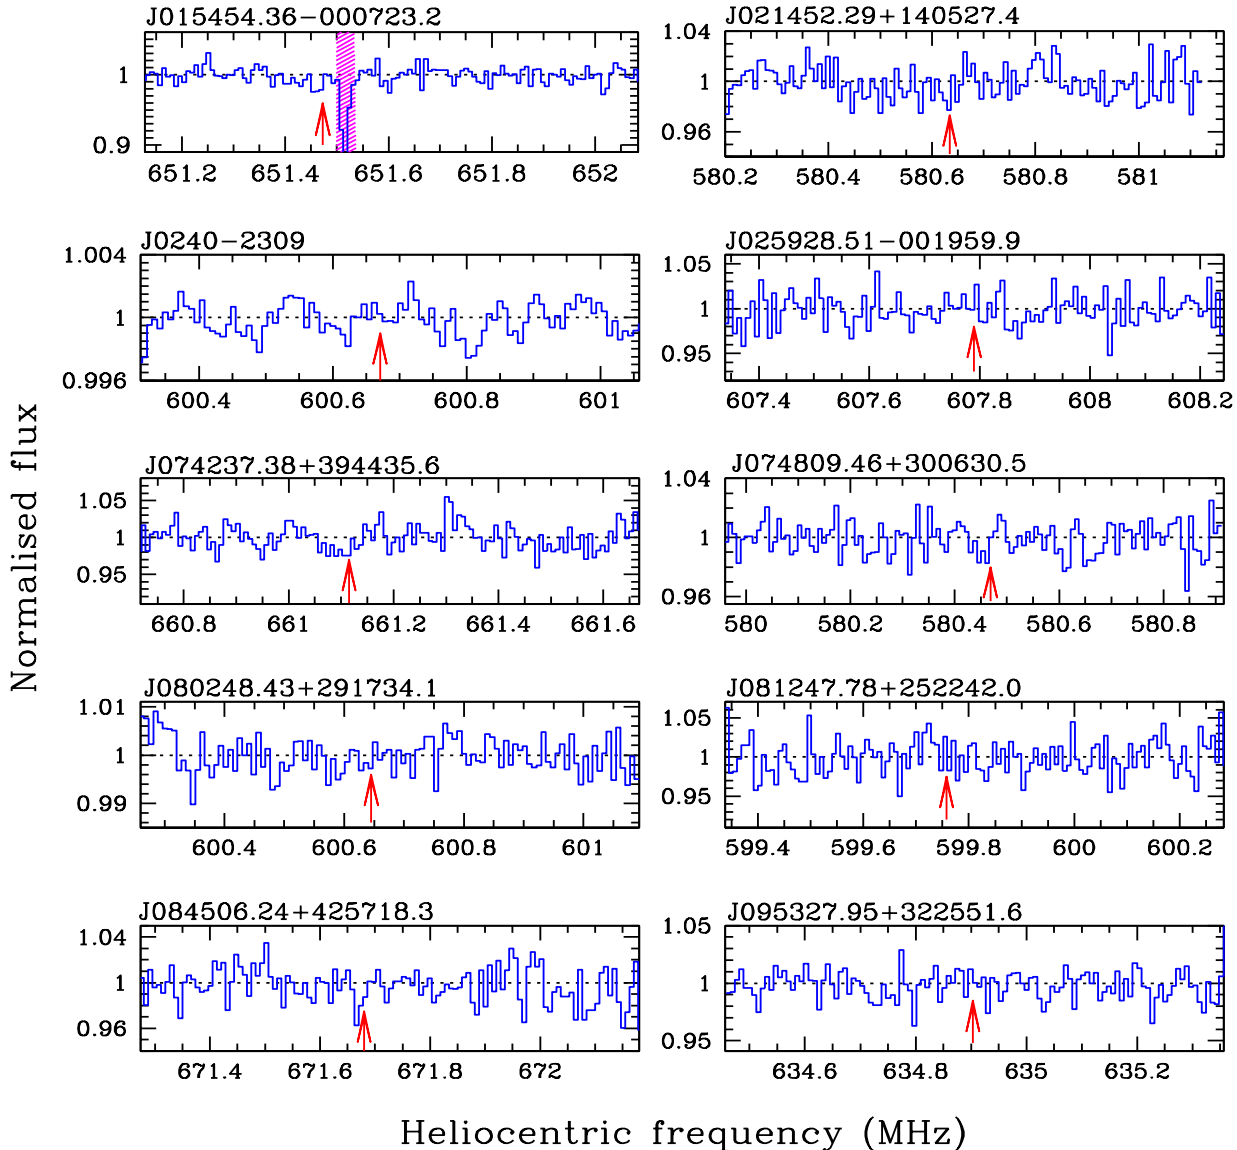 J015454.36−000723.2
1
0.9
651.2 651.4 651.6 651.8 652
J021452.29+140527.4
1.04
1
0.96
580.2 580.4 580.6 580.8 581
J0240−2309
1.004
1
0.996
600.4 600.6 600.8 601
J025928.51−001959.9
1.05
1
0.95
607.4 607.6 607.8 608 608.2
J074237.38+394435.6
1.05
1
0.95
660.8 661 661.2 661.4 661.6
J074809.46+300630.5
1.04
1
0.96
580 580.2 580.4 580.6 580.8
J080248.43+291734.1
1.01
1
0.99
600.4 600.6 600.8 601
J081247.78+252242.0
1.05
1
0.95
599.4 599.6 599.8 600 600.2
J084506.24+425718.3
1.04
1
0.96
671.4 671.6 671.8 672
J095327.95+322551.6
1.05
1
0.95
634.6 634.8 635 635.2
Normalised flux
Heliocentric frequency (MHz)